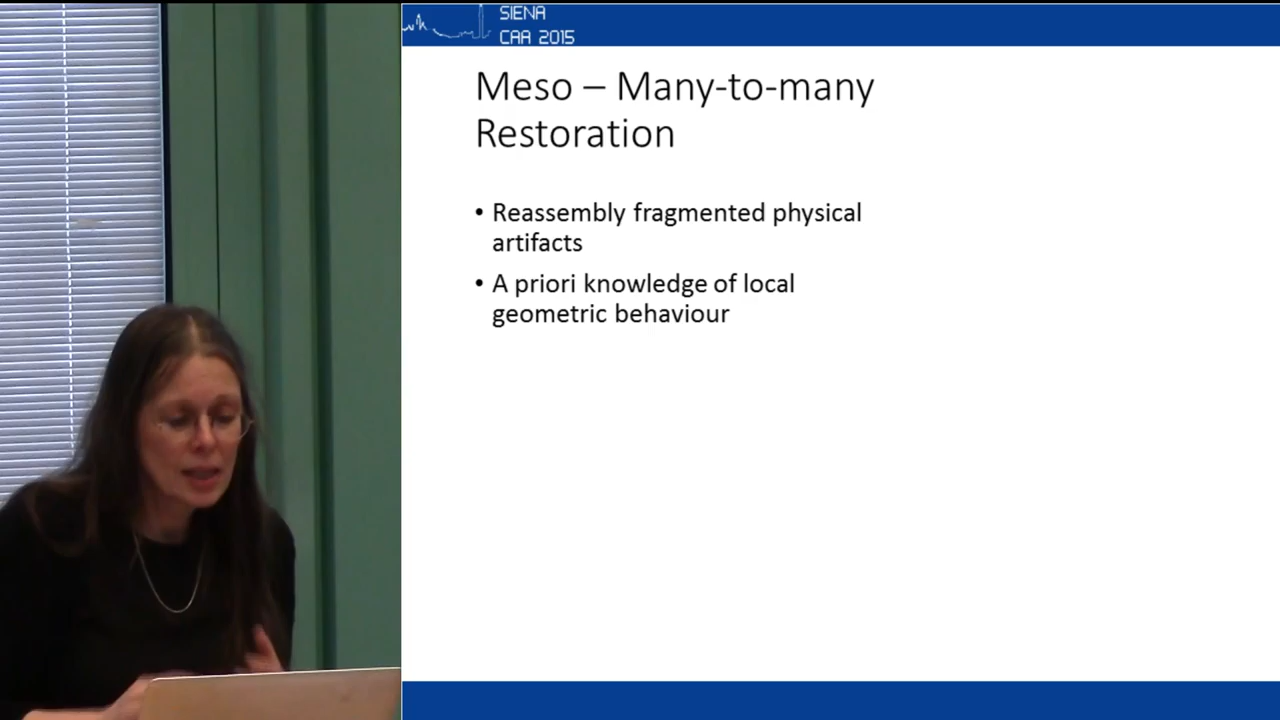 SIENA
CAA 2015
Meso – Many-to-many
Restoration
• Reassembly fragmented physical
artifacts
• A priori knowledge of local
geometric behaviour